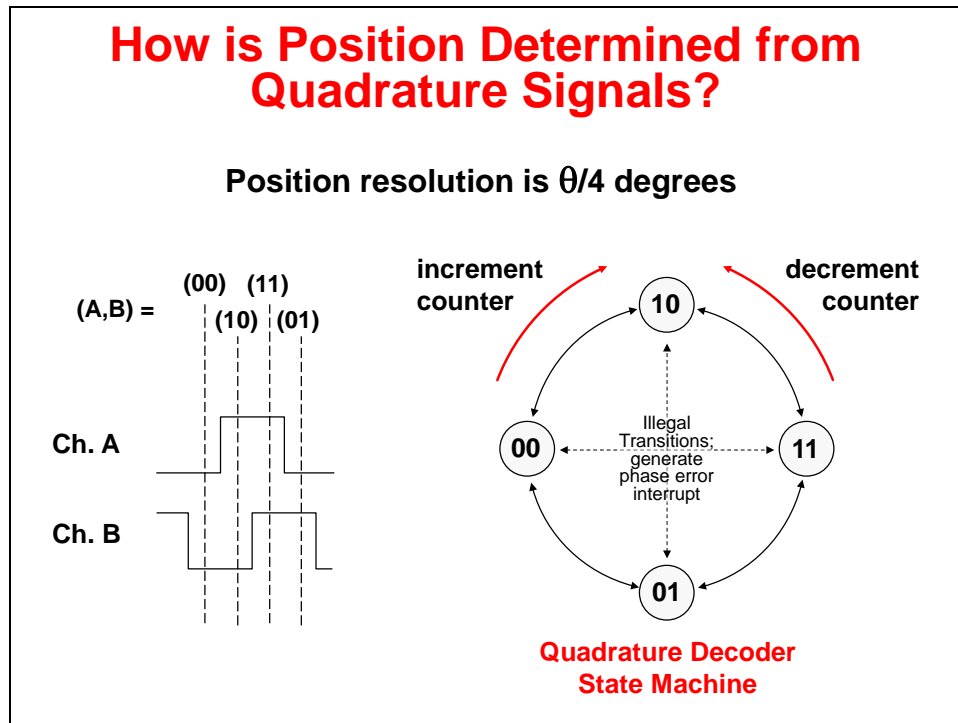 How is Position Determined from
Quadrature Signals?
Position resolution is θ/4 degrees
(A,B) =
(00)
(11)
(10)
(01)
Ch. A
Ch. B
increment
counter
decrement
counter
10
00
11
01
Illegal
Transitions;
generate
phase error
interrupt
Quadrature Decoder
State Machine